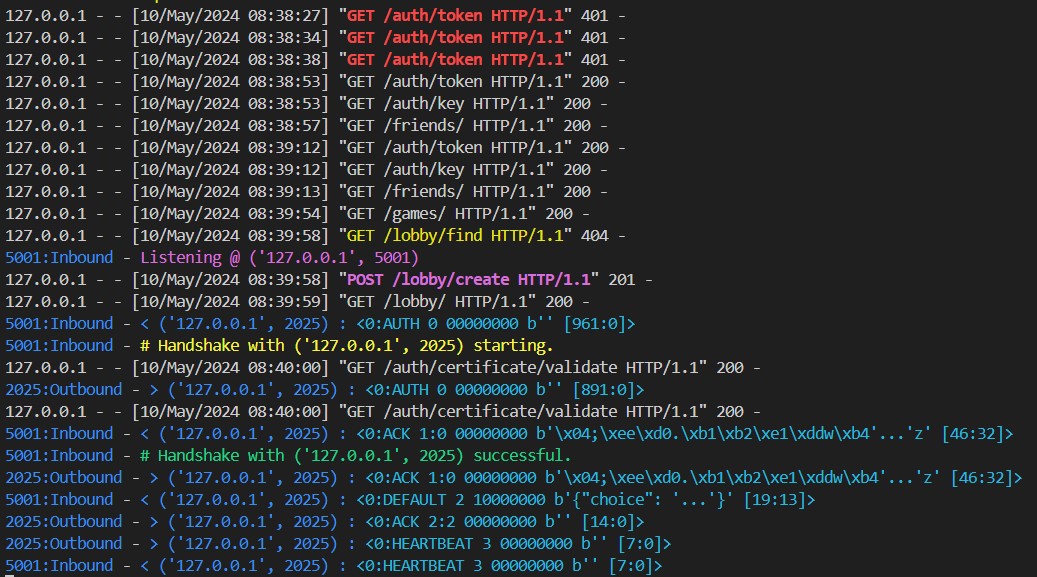 127.0.0.1 - - [10/May/2024 08:38:27] "GET /auth/token HTTP/1.1" 401 -
127.0.0.1 - - [10/May/2024 08:38:34] "GET /auth/token HTTP/1.1" 401 -
127.0.0.1 - - [10/May/2024 08:38:38] "GET /auth/token HTTP/1.1" 401 -
127.0.0.1 - - [10/May/2024 08:38:53] "GET /auth/token HTTP/1.1" 200 -
127.0.0.1 - - [10/May/2024 08:38:53] "GET /auth/key HTTP/1.1" 200 -
127.0.0.1 - - [10/May/2024 08:38:57] "GET /friends/ HTTP/1.1" 200 -
127.0.0.1 - - [10/May/2024 08:39:12] "GET /auth/token HTTP/1.1" 200 -
127.0.0.1 - - [10/May/2024 08:39:12] "GET /auth/key HTTP/1.1" 200 -
127.0.0.1 - - [10/May/2024 08:39:13] "GET /friends/ HTTP/1.1" 200 -
127.0.0.1 - - [10/May/2024 08:39:54] "GET /games/ HTTP/1.1" 200 -
127.0.0.1 - - [10/May/2024 08:39:58] "GET /lobby/find HTTP/1.1" 404 -
5001:Inbound - Listening @ ('127.0.0.1', 5001)
127.0.0.1 - - [10/May/2024 08:39:58] "POST /lobby/create HTTP/1.1" 201 -
127.0.0.1 - - [10/May/2024 08:39:59] "GET /lobby/ HTTP/1.1" 200 -
5001:Inbound - < ('127.0.0.1', 2025) : <0:AUTH 0 00000000 b'' [961:0]>
5001:Inbound - # Handshake with ('127.0.0.1', 2025) starting.
127.0.0.1 - - [10/May/2024 08:40:00] "GET /auth/certificate/validate HTTP/1.1" 200 -
2025:Outbound - > ('127.0.0.1', 2025) : <0:AUTH 0 00000000 b'' [891:0]>
127.0.0.1 - - [10/May/2024 08:40:00] "GET /auth/certificate/validate HTTP/1.1" 200 -
5001:Inbound - < ('127.0.0.1', 2025) : <0:ACK 1:0 00000000 b'\x04;\xee\xd0.\xb1\xb2\xe1\xddw\xb4'...'z' [46:32]>
5001:Inbound - # Handshake with ('127.0.0.1', 2025) successful.
2025:Outbound - > ('127.0.0.1', 2025) : <0:ACK 1:0 00000000 b'\x04;\xee\xd0.\xb1\xb2\xe1\xddw\xb4'...'z' [46:32]>
5001:Inbound - < ('127.0.0.1', 2025) : <0:DEFAULT 2 10000000 b'{"choice": '...'}' [19:13]>
2025:Outbound - > ('127.0.0.1', 2025) : <0:ACK 2:2 00000000 b'' [14:0]>
2025:Outbound - > ('127.0.0.1', 2025) : <0:HEARTBEAT 3 00000000 b'' [7:0]>
5001:Inbound - < ('127.0.0.1', 2025) : <0:HEARTBEAT 3 00000000 b'' [7:0]>